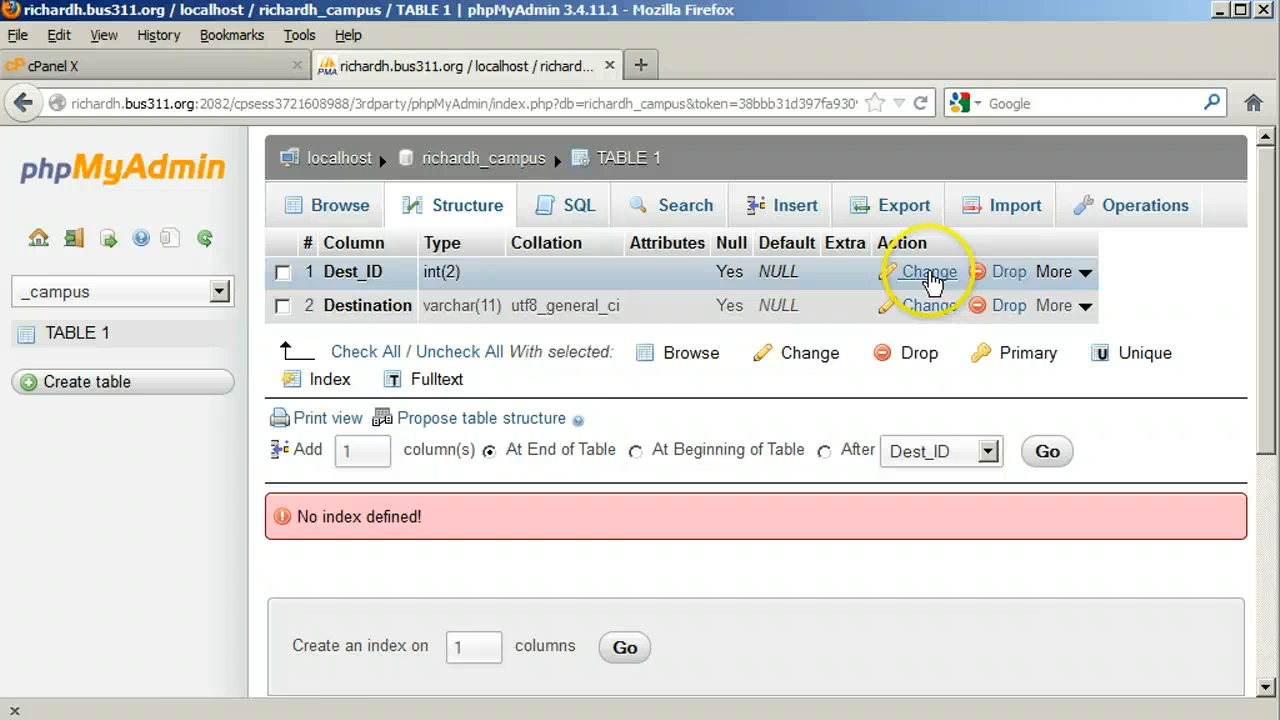 richardh.bus311.org / localhost / richardh_campus / TABLE 1 | phpMyAdmin 3.4.11.1 - Mozilla Firefox
File Edit View History Bookmarks Tools Help
cP cPanel X
PMA richardh.bus311.org / localhost / richard...
richardh.bus311.org:2082/cpsess3721608988/3rdparty/phpMyAdmin/index.php?db=richardh_campus&token=38bbb31d397fa930
Google
phpMyAdmin
_campus
TABLE 1
Create table
localhost richardh_campus TABLE 1
Browse Structure SQL Search Insert Export Import Operations
# Column Type Collation Attributes Null Default Extra Action
1 Dest_ID int(2) Yes NULL Change Drop More
2 Destination varchar(11) utf8_general_ci Yes NULL Change Drop More
Check All / Uncheck All With selected: Browse Change Drop Primary U Unique
Index T Fulltext
Print view Propose table structure
Add 1 column(s) At End of Table At Beginning of Table After Dest_ID Go
No index defined!
Create an index on 1 columns Go